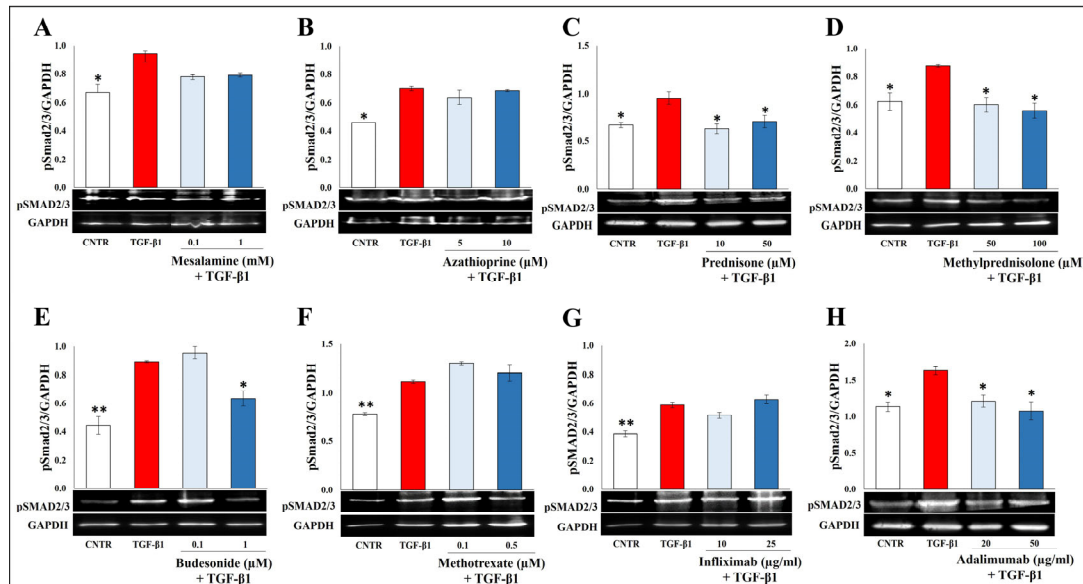 A
pSmad2/3/GAPDH
1.0
0.8
0.6
0.4
0.2
0.0
*
pSMAD2/3
GAPDH
CNTR TGF-β1 0.1 1
Mesalamine (mM)
+ TGF-β1
B
pSmad2/3/GAPDH
1.0
0.8
0.6
0.4
0.2
0.0
*
pSMAD2/3
GAPDH
CNTR TGF-β1 5 10
Azathioprine (µM)
+ TGF-β1
C
pSmad2/3/GAPDH
1.5
1.0
0.5
0.0
* * *
pSMAD2/3
GAPDH
CNTR TGF-β1 10 50
Prednisone (µM)
+ TGF-β1
D
pSmad2/3/GAPDH
1.0
0.8
0.6
0.4
0.2
0.0
* * *
pSMAD2/3
GAPDH
CNTR TGF-β1 50 100
Methylprednisolone (µM)
+ TGF-β1
E
pSmad2/3/GAPDH
1.0
0.8
0.6
0.4
0.2
0.0
** *
pSMAD2/3
GAPDH
CNTR TGF-β1 0.1 1
Budesonide (µM)
+ TGF-β1
F
pSmad2/3/GAPDH
1.5
1.0
0.5
0.0
**
pSMAD2/3
GAPDH
CNTR TGF-β1 0.1 0.5
Methotrexate (µM)
+ TGF-β1
G
pSMAD2/3/GAPDH
1.0
0.8
0.6
0.4
0.2
0.0
**
pSMAD2/3
GAPDH
CNTR TGF-β1 10 25
Infliximab (µg/ml)
+ TGF-β1
H
pSmad2/3/GAPDH
2.0
1.5
1.0
0.5
0.0
* * *
pSMAD2/3
GAPDH
CNTR TGF-β1 20 50
Adalimumab (µg/ml)
+ TGF-β1